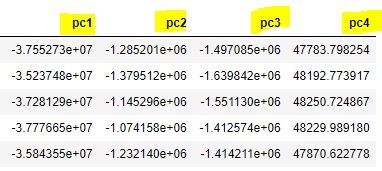 pc1 pc2 pc3 pc4
-3.755273e+07 -1.285201e+06 -1.497085e+06 47783.798254
-3.523748e+07 -1.379512e+06 -1.639842e+06 48192.773917
-3.728129e+07 -1.145296e+06 -1.551130e+06 48250.724867
-3.777665e+07 -1.074158e+06 -1.412574e+06 48229.989180
-3.584355e+07 -1.232140e+06 -1.414211e+06 47870.622778